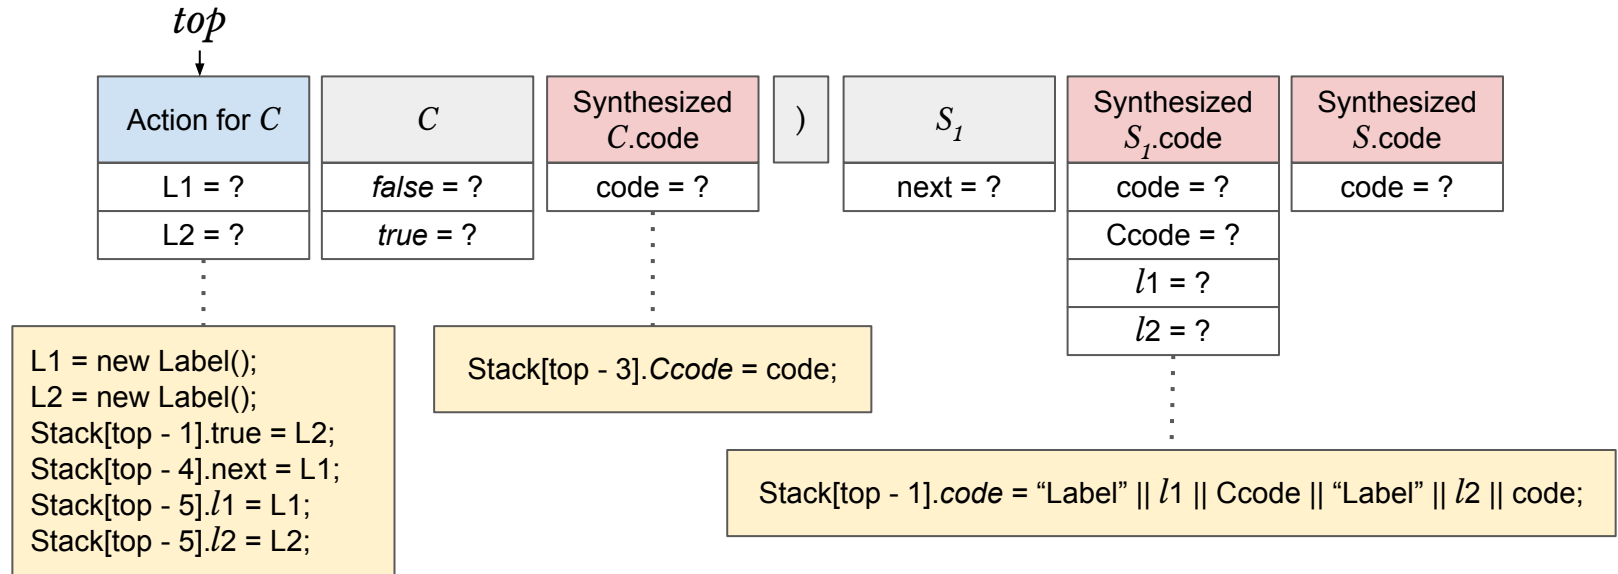 top
Action for C
C
Synthesized
C.code
)
S1
Synthesized
S1.code
Synthesized
S.code
L1 = ?
false = ?
code = ?
next = ?
code = ?
code = ?
L2 = ?
true = ?
Ccode = ?
l1 = ?
l2 = ?
L1 = new Label();
L2 = new Label();
Stack[top - 1].true = L2;
Stack[top - 4].next = L1;
Stack[top - 5].l1 = L1;
Stack[top - 5].l2 = L2;
Stack[top - 3].Ccode = code;
Stack[top - 1].code = “Label” || l1 || Ccode || “Label” || l2 || code;